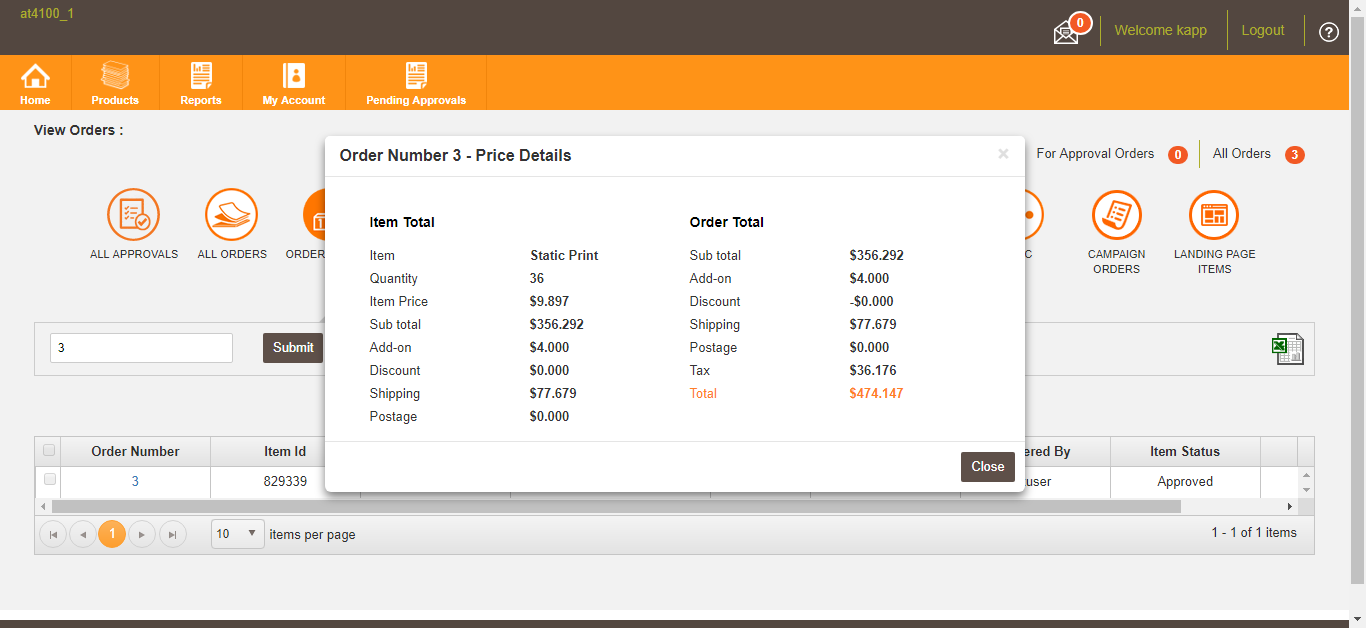 at4100_1
0
Welcome kapp
Logout
?
Home
Products
Reports
My Account
Pending Approvals
View Orders :
For Approval Orders 0
All Orders 3
ALL APPROVALS
ALL ORDERS
ORDER
C
CAMPAIGN
ORDERS
LANDING PAGE
ITEMS
Order Number 3 - Price Details
×
Item Total
Item Static Print
Quantity 36
Item Price $9.897
Sub total $356.292
Add-on $4.000
Discount $0.000
Shipping $77.679
Postage $0.000
Order Total
Sub total $356.292
Add-on $4.000
Discount -$0.000
Shipping $77.679
Postage $0.000
Tax $36.176
Total $474.147
Close
3
Submit
Order Number Item Id ered By Item Status
3 829339 user Approved
1
10 items per page
1 - 1 of 1 items